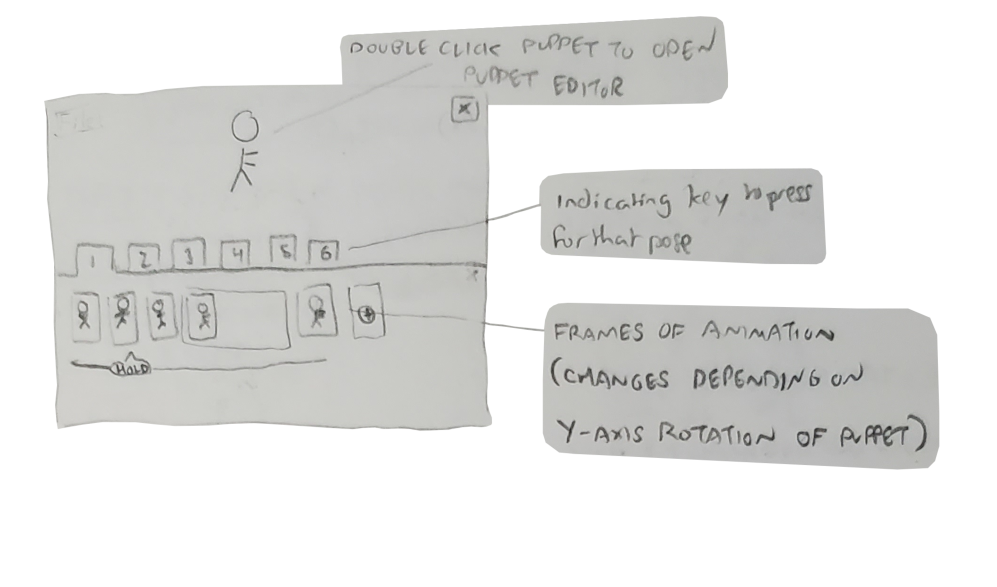 DOUBLE CLICK PUPPET TO OPEN
PUPPET EDITOR
X
Indicating key to press
for that pose
1 2 3 4 5 6
FRAMES OF ANIMATION
(CHANGES DEPENDING ON
Y-AXIS ROTATION OF PUPPET)
HOLD